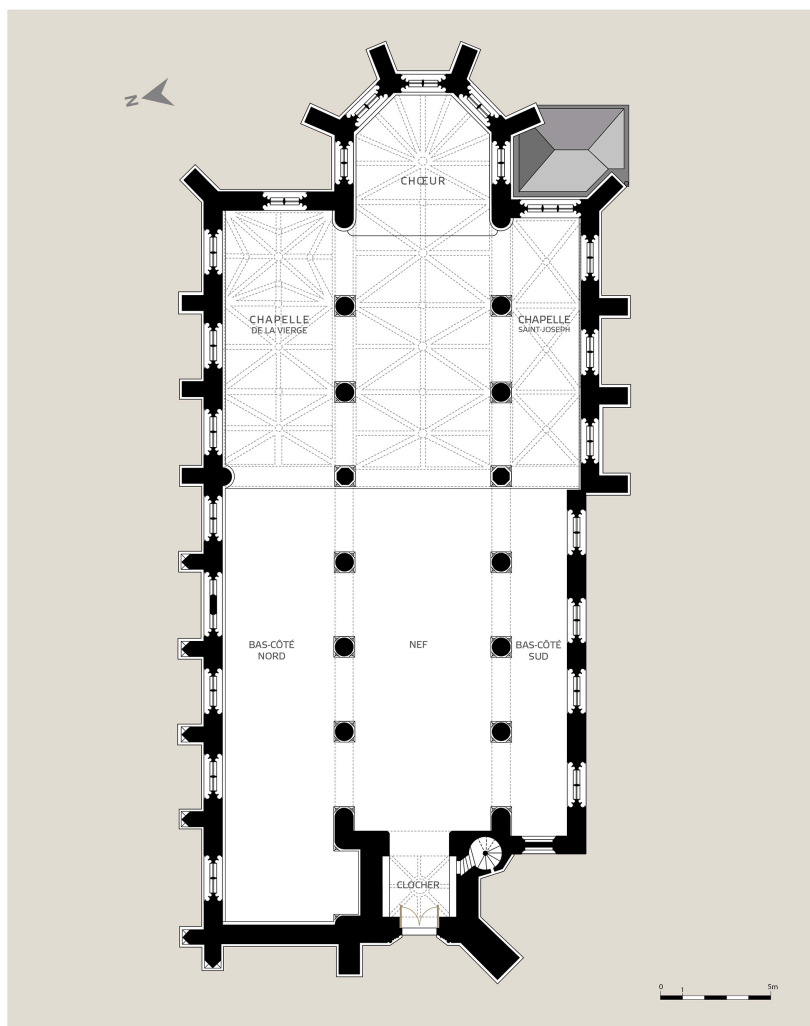 N
CHŒUR
CHAPELLE
DE LA VIERGE
CHAPELLE
SAINT-JOSEPH
BAS-CÔTÉ
NORD
NEF
BAS-CÔTÉ
SUD
CLOCHER
0 1 5m